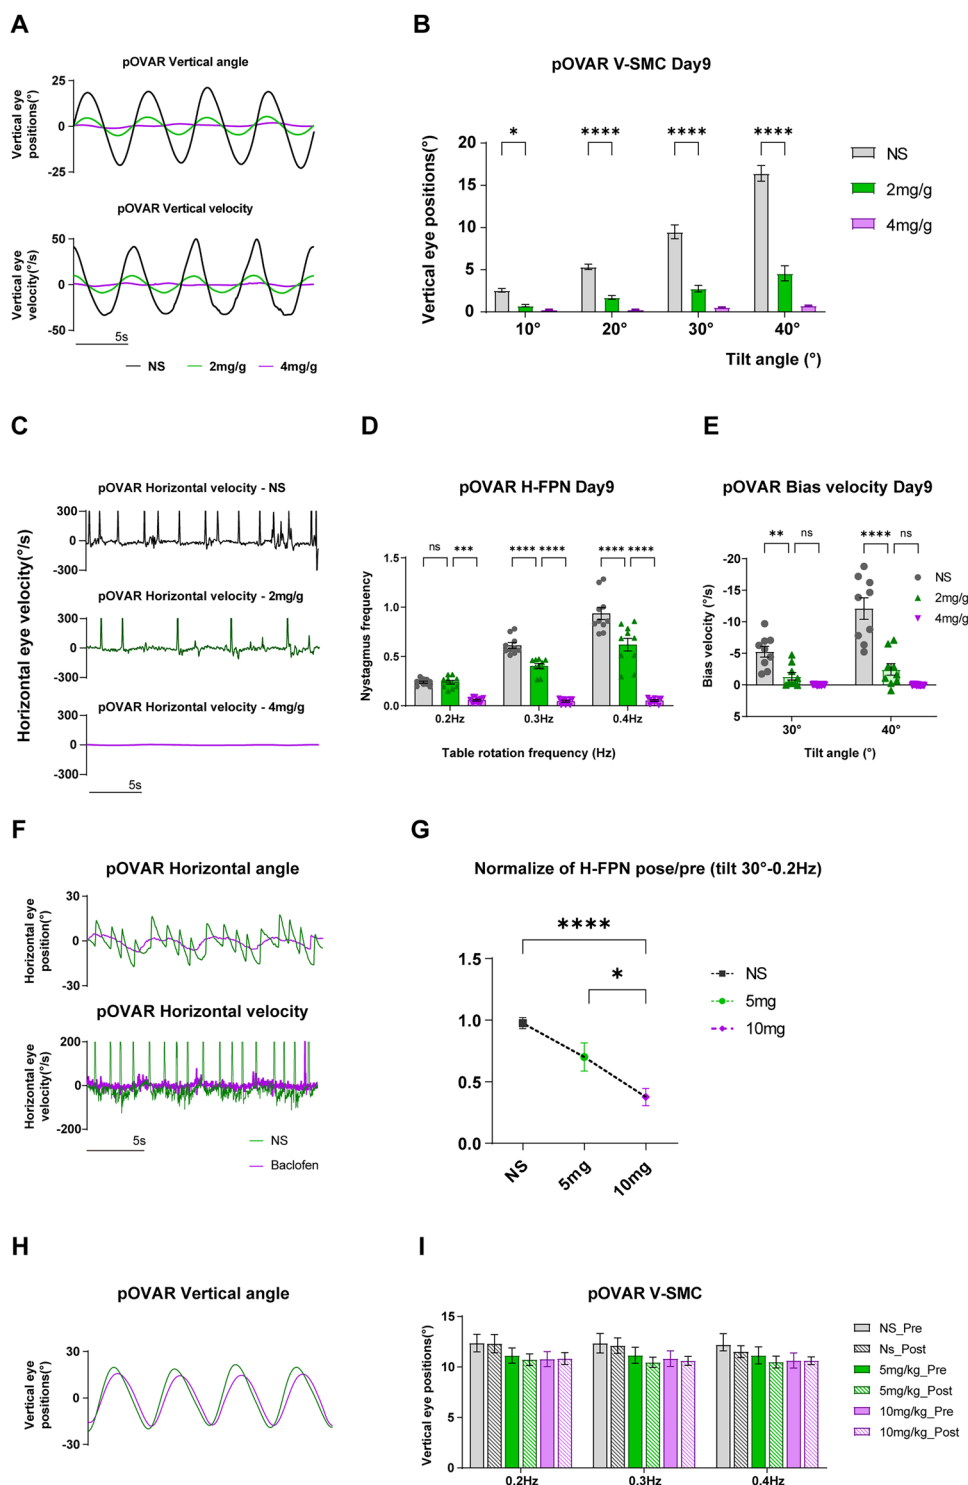 A
pOVAR Vertical angle
Vertical eye
positions(°)
25
0
-25
pOVAR Vertical velocity
Vertical eye
velocity(°/s)
50
0
-50
5s
NS
2mg/g
4mg/g
B
pOVAR V-SMC Day9
Vertical eye positions(°)
20
15
10
5
0
*
****
****
****
10°
20°
30°
40°
Tilt angle (°)
NS
2mg/g
4mg/g
C
Horizontal eye velocity(°/s)
pOVAR Horizontal velocity - NS
300
0
-300
pOVAR Horizontal velocity - 2mg/g
300
0
-300
pOVAR Horizontal velocity - 4mg/g
300
0
-300
5s
D
pOVAR H-FPN Day9
Nystagmus frequency
1.5
1.0
0.5
0.0
ns
***
****
****
****
****
0.2Hz
0.3Hz
0.4Hz
Table rotation frequency (Hz)
E
pOVAR Bias velocity Day9
Bias velocity (°/s)
-20
-15
-10
-5
0
5
**
ns
****
ns
30°
40°
Tilt angle (°)
NS
2mg/g
4mg/g
F
pOVAR Horizontal angle
Horizontal eye
position(°)
30
0
-30
pOVAR Horizontal velocity
Horizontal eye
velocity(°/s)
200
0
-200
5s
NS
Baclofen
G
Normalize of H-FPN pose/pre (tilt 30°-0.2Hz)
1.5
1.0
0.5
0.0
****
*
NS
5mg
10mg
NS
5mg
10mg
H
pOVAR Vertical angle
Vertical eye
positions(°)
30
0
-30
I
pOVAR V-SMC
Vertical eye positions(°)
15
10
5
0
0.2Hz
0.3Hz
0.4Hz
NS_Pre
Ns_Post
5mg/kg_Pre
5mg/kg_Post
10mg/kg_Pre
10mg/kg_Post